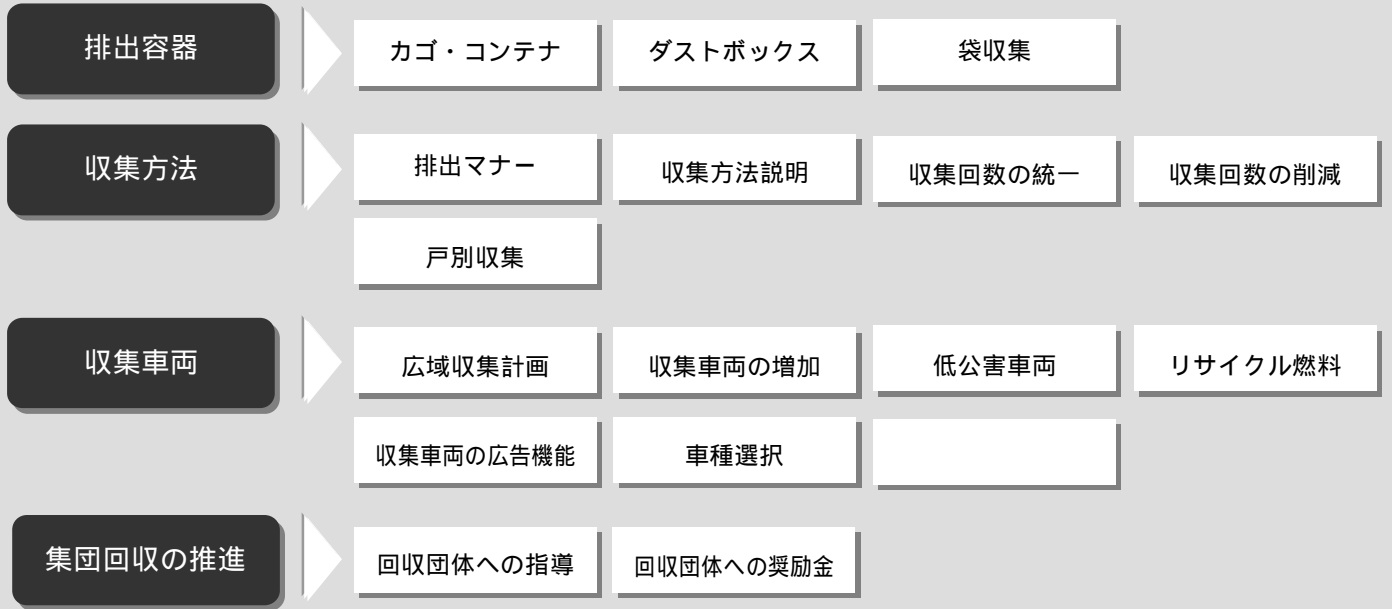 排出容器
カゴ・コンテナ
ダストボックス
袋収集
収集方法
排出マナー
収集方法説明
収集回数の統一
収集回数の削減
戸別収集
収集車両
広域収集計画
収集車両の増加
低公害車両
リサイクル燃料
収集車両の広告機能
車種選択
集団回収の推進
回収団体への指導
回収団体への奨励金